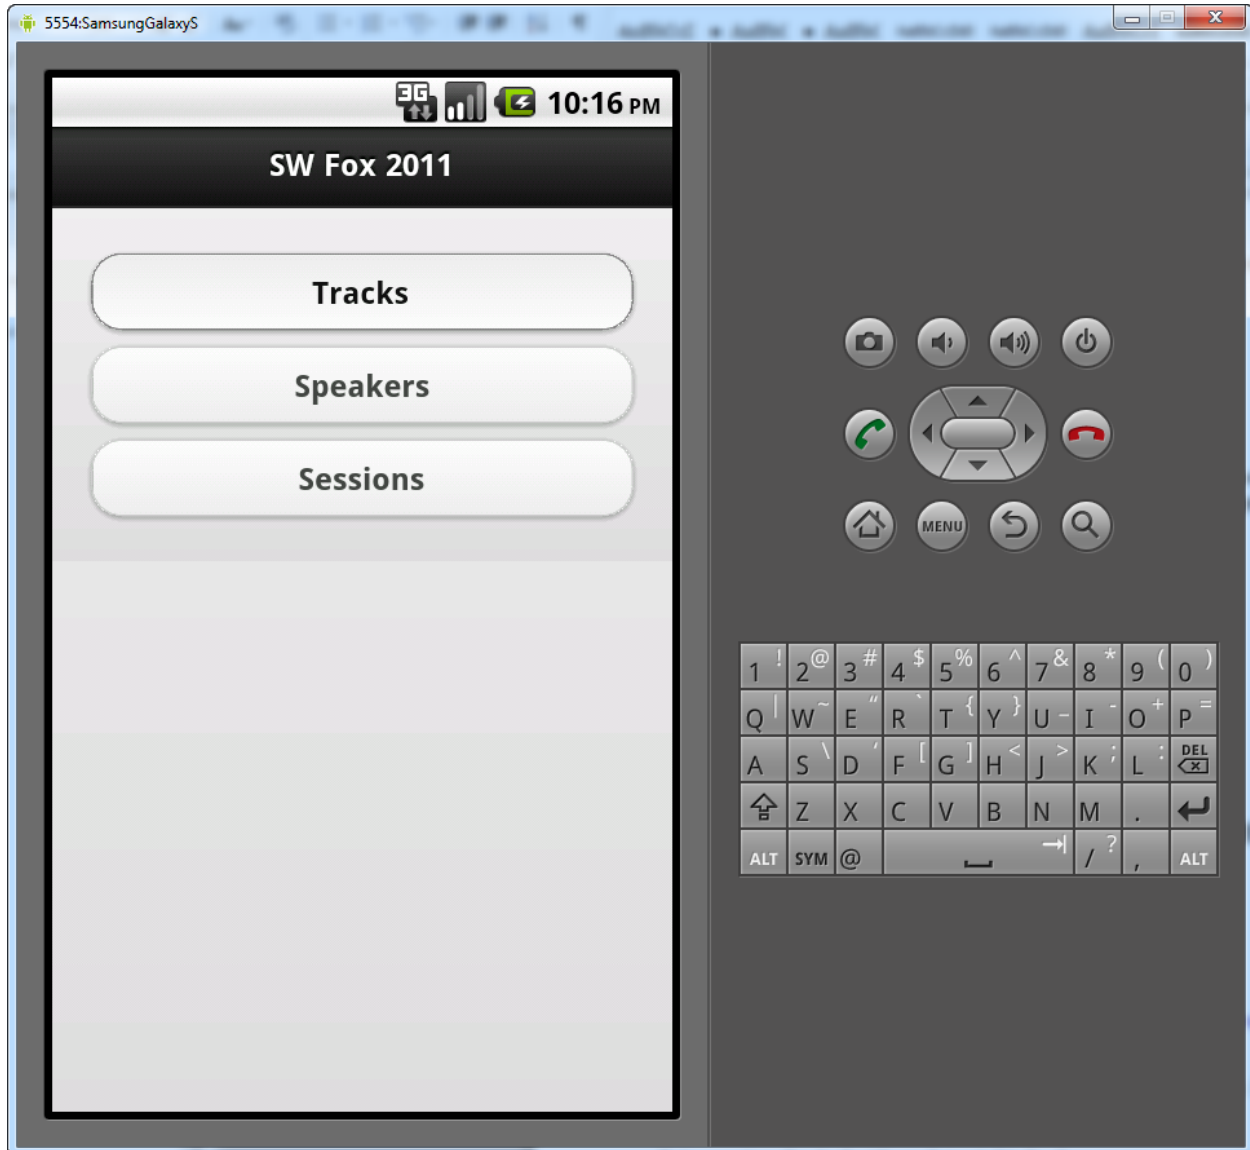 5554:SamsungGalaxyS
3G 10:16 PM
SW Fox 2011
Tracks
Speakers
Sessions
MENU
1 ! 2 @ 3 # 4 $ 5 % 6 ^ 7 & 8 * 9 ( 0 )
Q | W ~ E " R ` T { Y } U _ I - O + P =
A S \ D ' F [ G ] H < J > K ; L : DEL
Z X C V B N M .
ALT SYM @ / ? , ALT